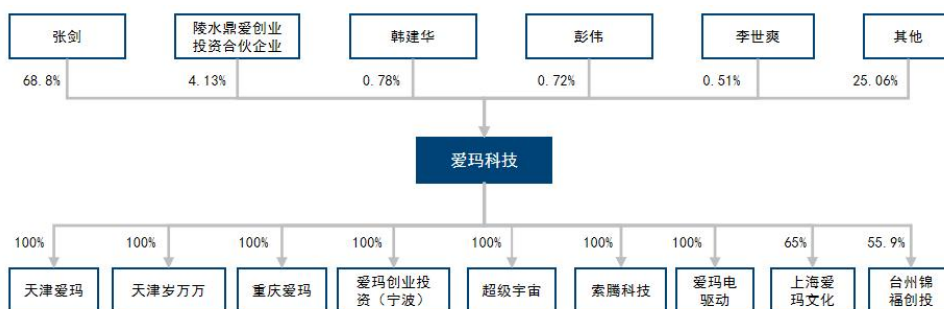 张剑
陵水鼎爱创业
投资合伙企业
韩建华
彭伟
李世爽
其他
68.8%
4.13%
0.78%
0.72%
0.51%
25.06%
爱玛科技
100%
100%
100%
100%
100%
100%
100%
65%
55.9%
天津爱玛
天津岁万万
重庆爱玛
爱玛创业投
资（宁波）
超级宇宙
索腾科技
爱玛电
驱动
上海爱
玛文化
台州锦
福创投